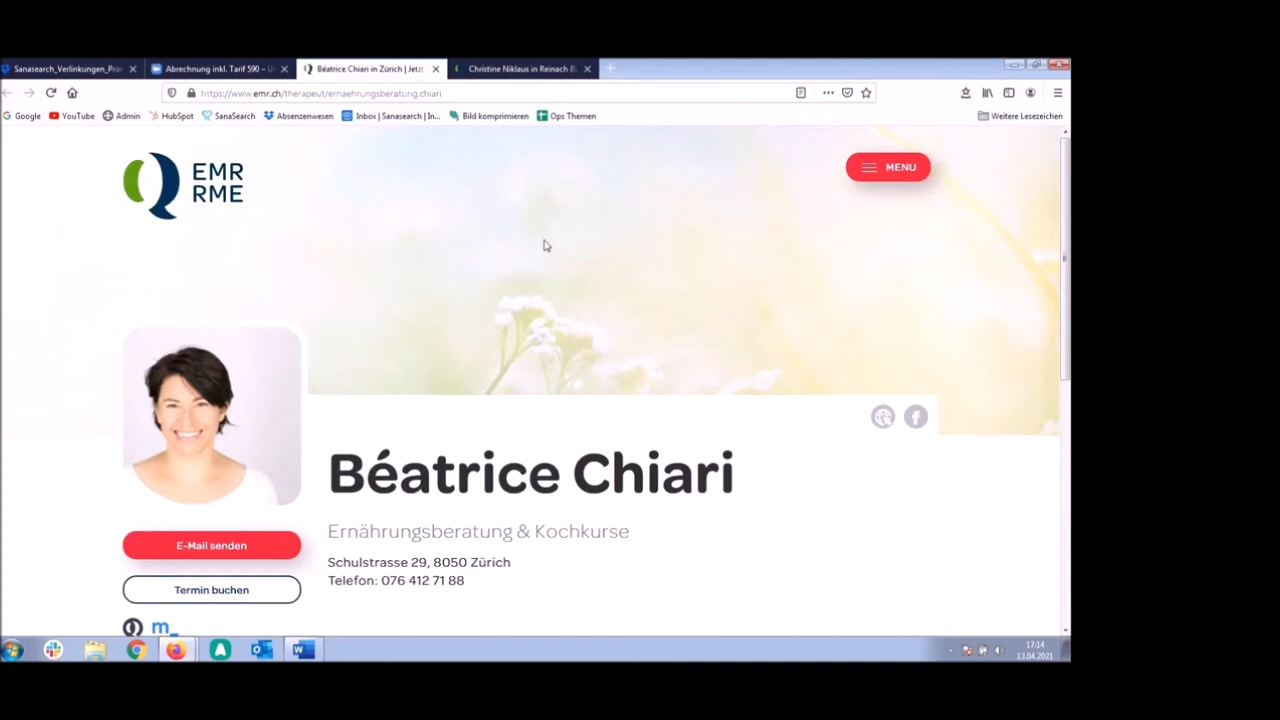 Sanasearch_Verlinkungen_Pra
Abrechnung inkl. Tarif 590 – U
Béatrice Chiari in Zürich | Jetzt
Christine Niklaus in Reinach B
https://www.emr.ch/therapeut/ernaehrungsberatung.chiari
Google
YouTube
Admin
HubSpot
SanaSearch
Absenzenwesen
Inbox | Sanasearch | In...
Bild komprimieren
Ops Themen
Weitere Lesezeichen
EMR
RME
MENU
Béatrice Chiari
Ernährungsberatung & Kochkurse
Schulstrasse 29, 8050 Zürich
Telefon: 076 412 71 88
E-Mail senden
Termin buchen
m_
17:14
13.04.2021